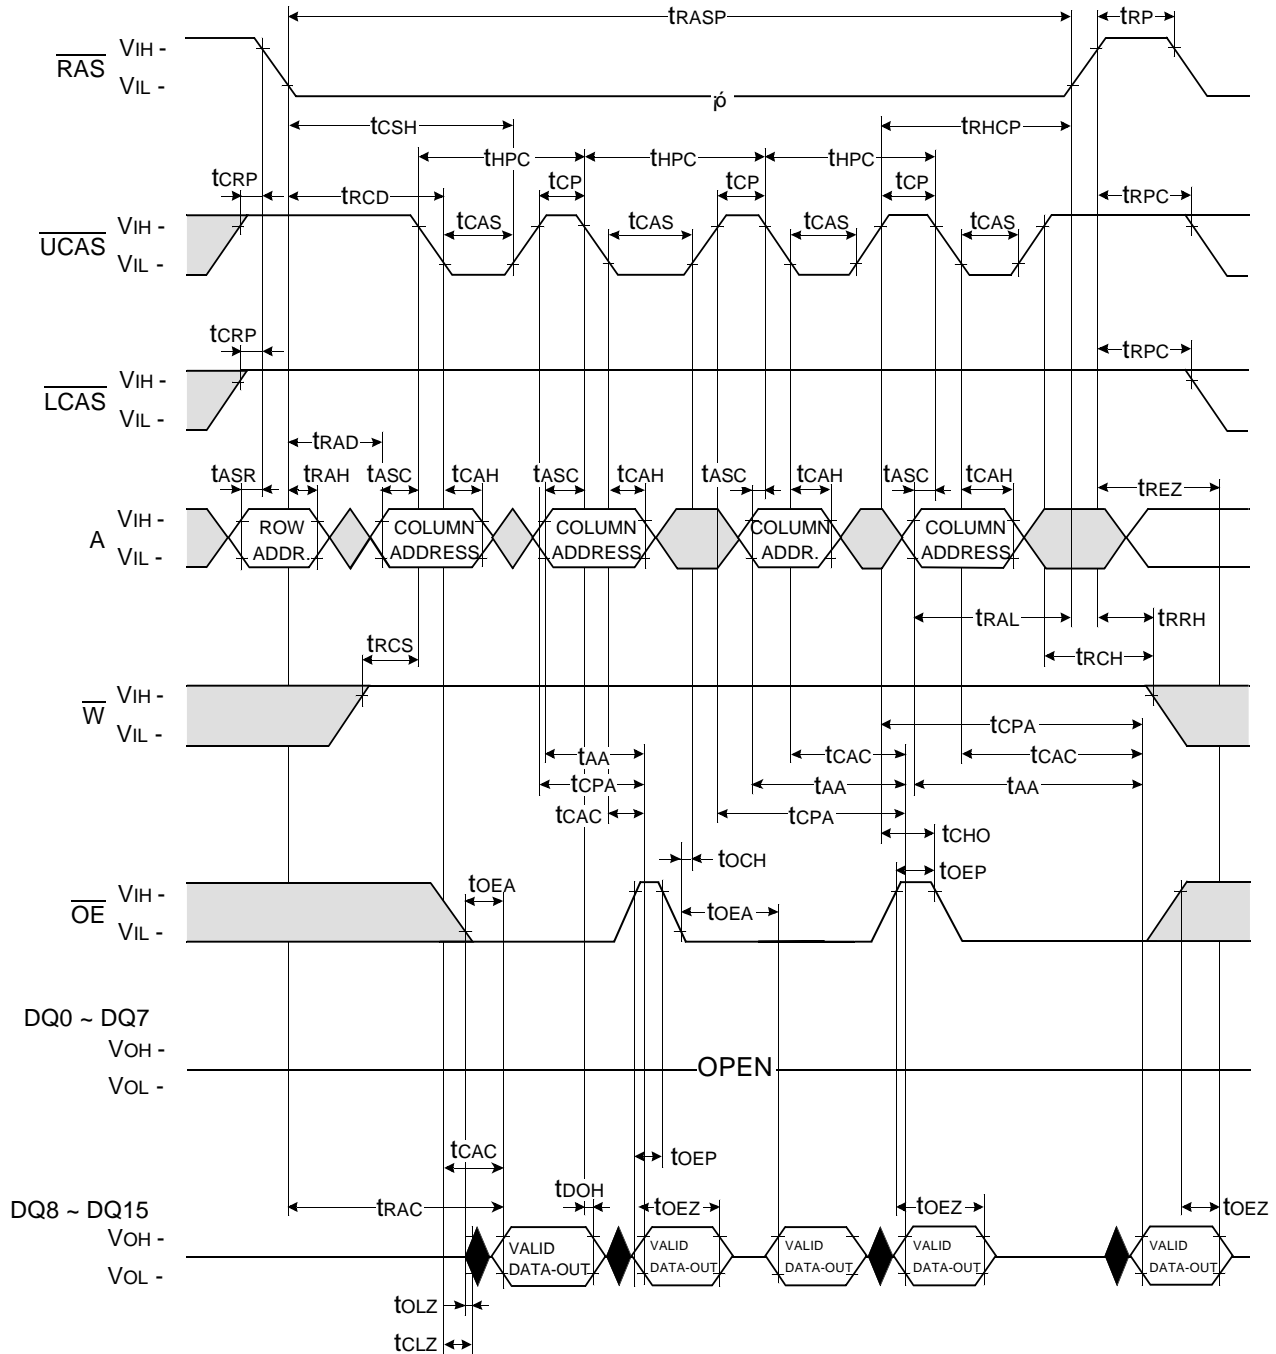 tRASP
tRP
RAS
VIH -
VIL -
¡ó
tCSH
tRHCP
tHPC
tHPC
tHPC
tCRP
tRCD
tCP
tCP
tCP
tRPC
UCAS
VIH -
VIL -
tCAS
tCAS
tCAS
tCAS
tCRP
tRPC
LCAS
VIH -
VIL -
tRAD
tASR
tRAH
tASC
tCAH
tASC
tCAH
tASC
tCAH
tASC
tCAH
tREZ
A
VIH -
VIL -
ROW
ADDR.
COLUMN
ADDRESS
COLUMN
ADDRESS
COLUMN
ADDR.
COLUMN
ADDRESS
tRAL
tRRH
tRCS
tRCH
W
VIH -
VIL -
tCPA
tAA
tCAC
tCAC
tCPA
tAA
tAA
tCAC
tCPA
tCHO
tOCH
tOEP
OE
VIH -
VIL -
tOEA
tOEA
DQ0 ~ DQ7
VOH -
VOL -
OPEN
tCAC
tOEP
tDOH
tRAC
tOEZ
tOEZ
tOEZ
DQ8 ~ DQ15
VOH -
VOL -
VALID
DATA-OUT
VALID
DATA-OUT
VALID
DATA-OUT
VALID
DATA-OUT
VALID
DATA-OUT
tOLZ
tCLZ